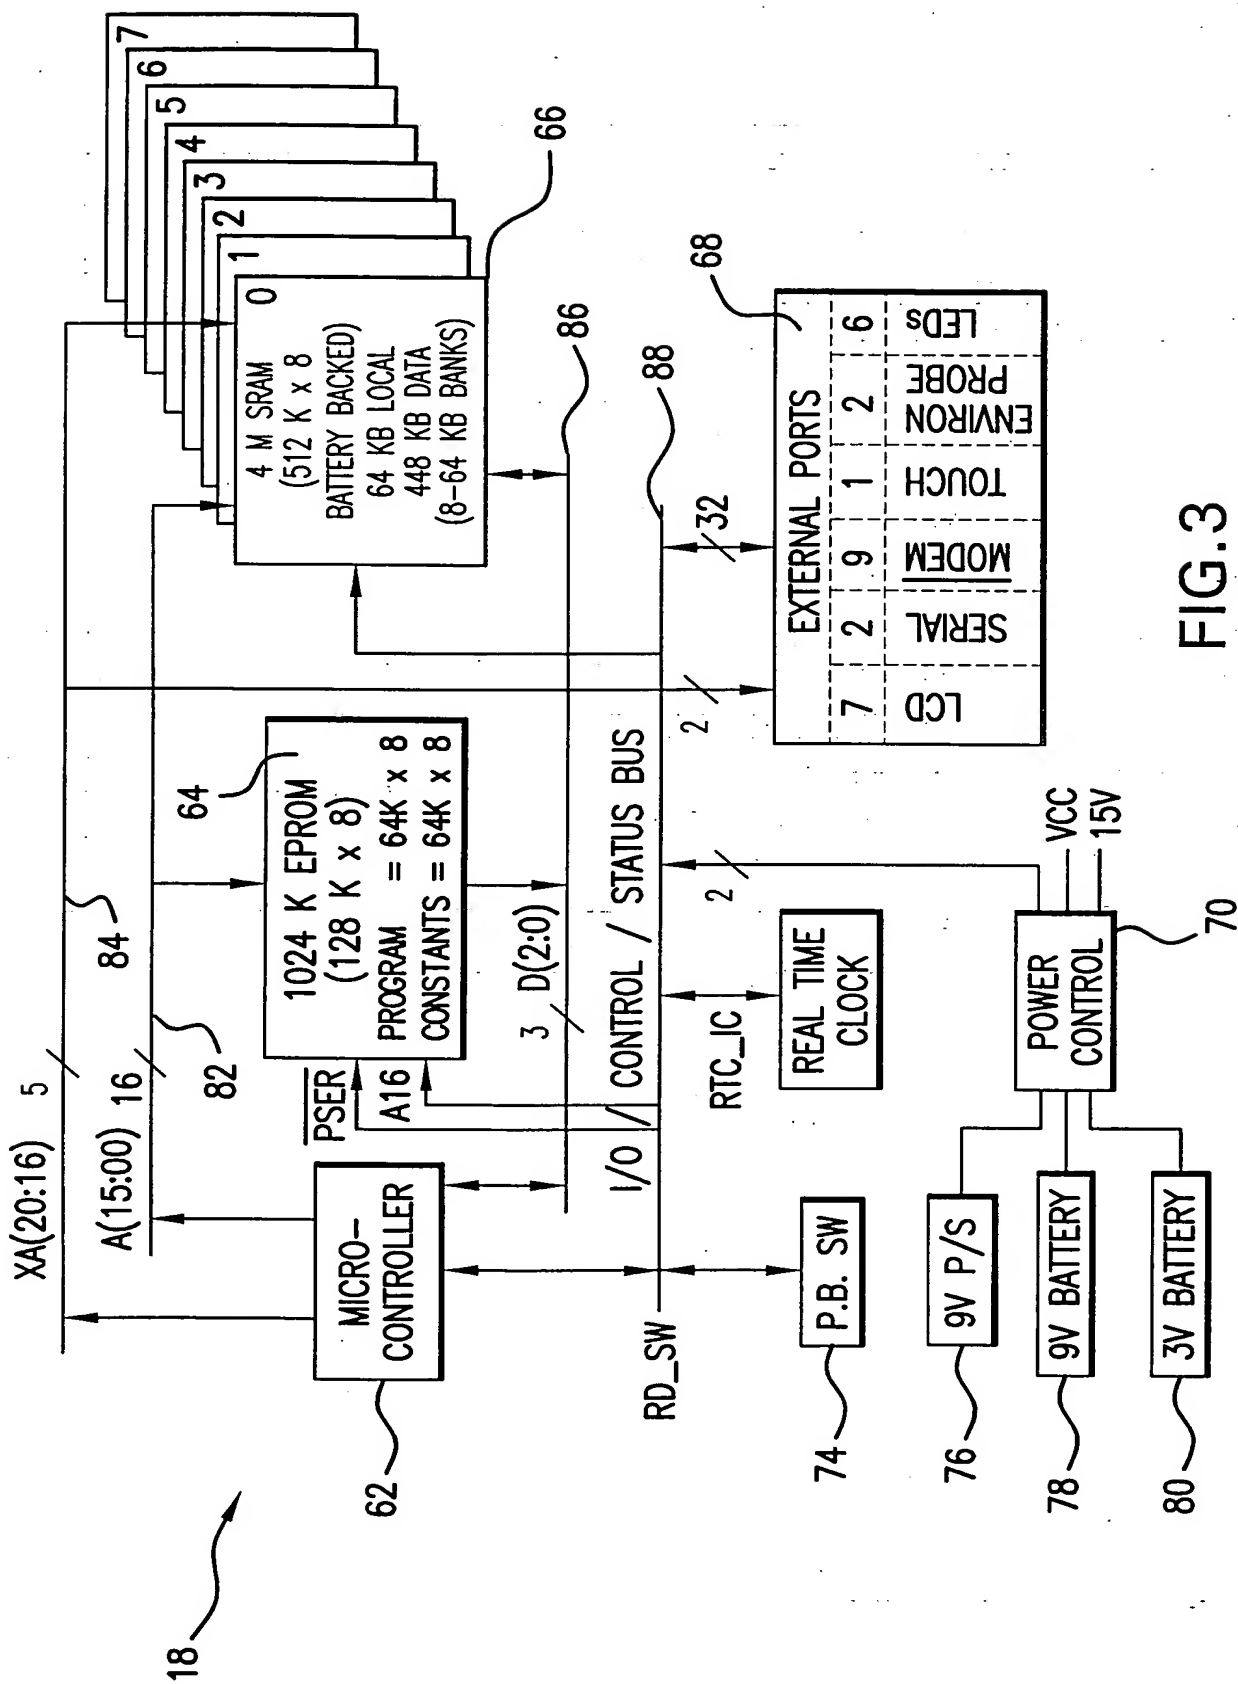 18
XA(20:16)
5
84
A(15:00)
16
82
MICRO-
CONTROLLER
62
PSER
A16
1024 K EPROM
(128 K x 8)
PROGRAM = 64K x 8
CONSTANTS = 64K x 8
64
7
6
5
4
3
2
1
0
4 M SRAM
(512 K x 8)
BATTERY BACKED)
64 KB LOCAL
448 KB DATA
(8-64 KB BANKS)
66
3
D(2:0)
86
I/O / CONTROL / STATUS BUS
88
RD_SW
RTC_IC
2
2
32
P.B. SW
74
REAL TIME
CLOCK
EXTERNAL PORTS
68
7
2
9
1
2
6
LCD
SERIAL
MODEM
TOUCH
ENVIRON
PROBE
LEDs
9V P/S
76
9V BATTERY
78
3V BATTERY
80
POWER
CONTROL
70
VCC
15V
FIG.3